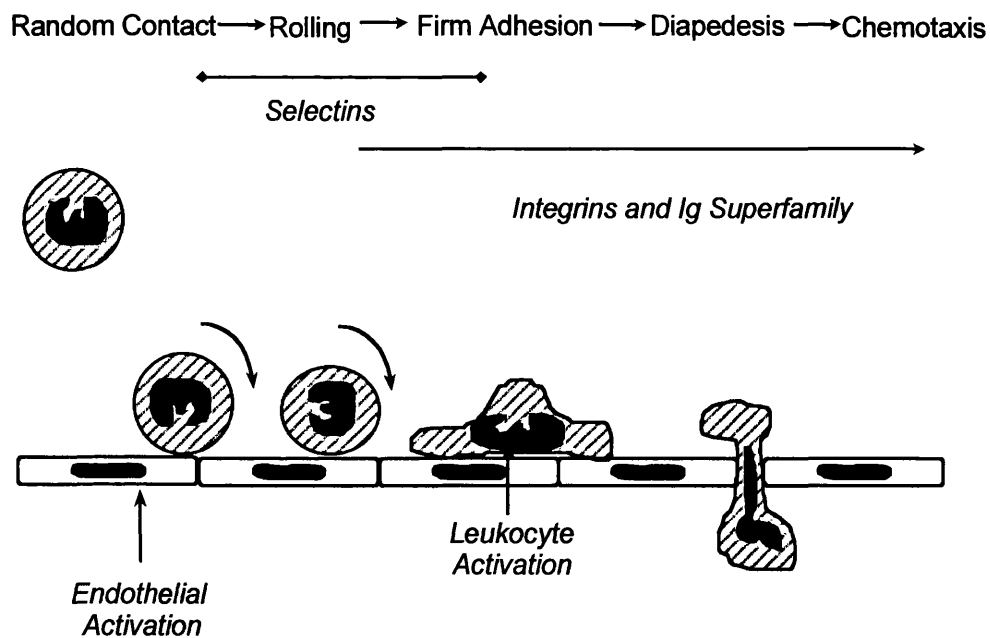 Random Contact → Rolling → Firm Adhesion → Diapedesis → Chemotaxis
Selectins
Integrins and Ig Superfamily
Leukocyte
Activation
Endothelial
Activation